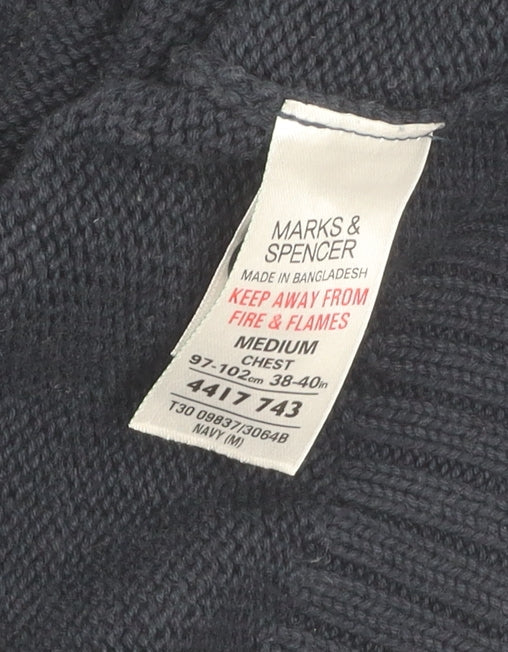 MARKS &
SPENCER
MADE IN BANGLADESH
KEEP AWAY FROM
FIRE & FLAMES
MEDIUM
CHEST
97-102cm 38-40in
4417 743
T30 09837/3064B
NAVY (M)